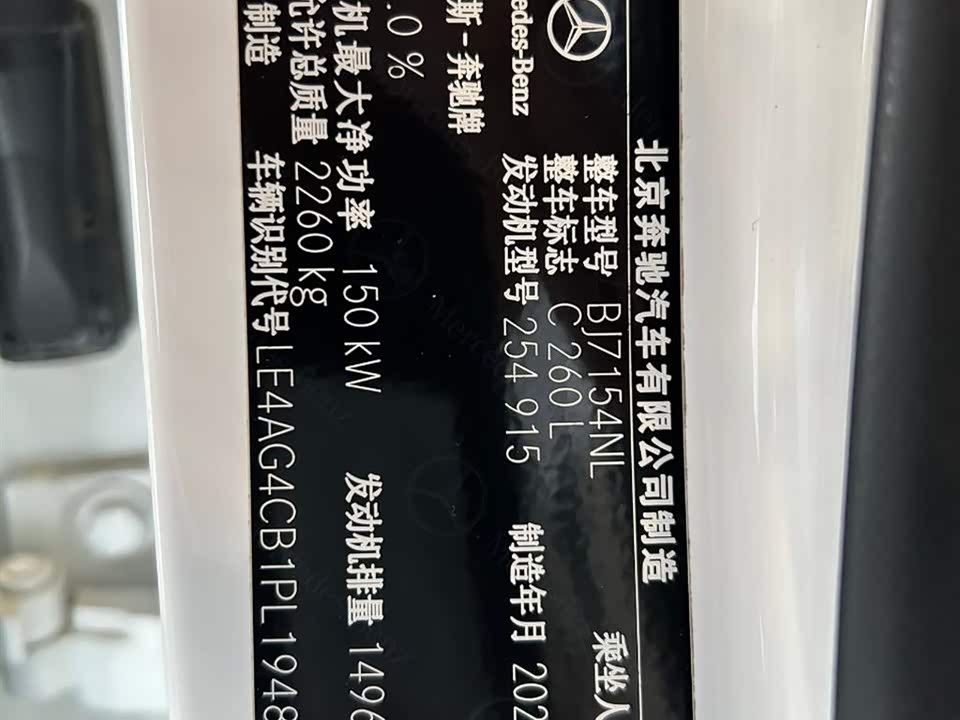 北京奔驰汽车有限公司制造
整车型号 BJ7154NL 乘坐人
整车标志 C 260 L
发动机型号 254 915 制造年月 202
edes-Benz
斯-奔驰牌
.0 %
机最大净功率 150 kW 发动机排量 1496
允许总质量 2260 kg
制造 车辆识别代号 LE4AG4CB1PL1948